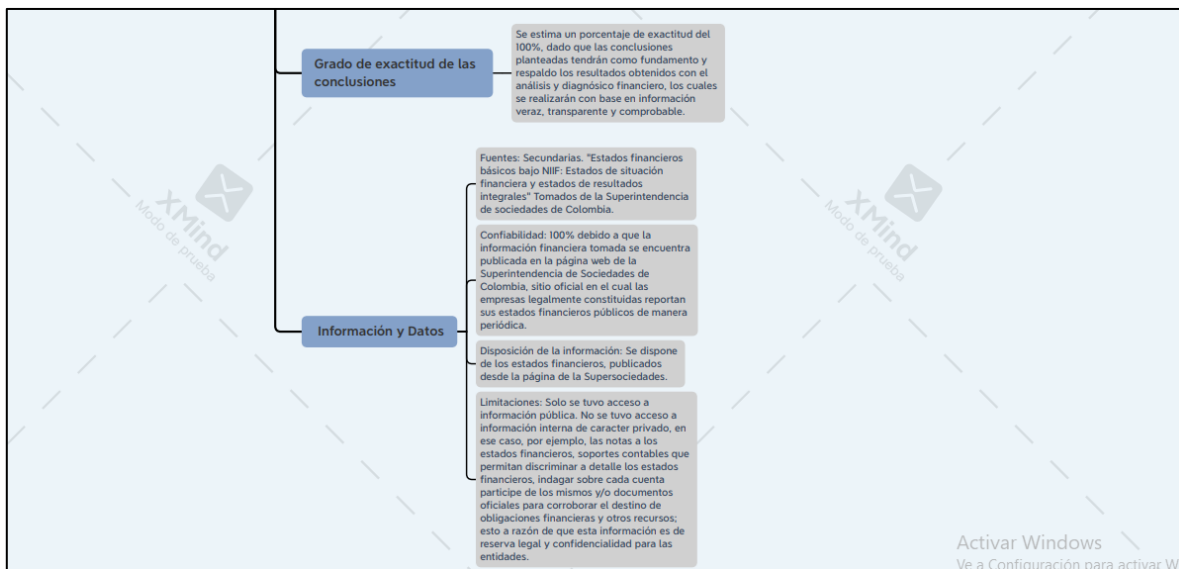 Grado de exactitud de las
conclusiones
Se estima un porcentaje de exactitud del
100%, dado que las conclusiones
planteadas tendrán como fundamento y
respaldo los resultados obtenidos con el
análisis y diagnósico financiero, los cuales
se realizarán con base en información
veraz, transparente y comprobable.
XMind
Modo de prueba
XMind
Modo de prueba
Información y Datos
Fuentes: Secundarias. "Estados financieros
básicos bajo NIIF: Estados de situación
financiera y estados de resultados
integrales" Tomados de la Superintendencia
de sociedades de Colombia.
Confiabilidad: 100% debido a que la
información financiera tomada se encuentra
publicada en la página web de la
Superintendencia de Sociedades de
Colombia, sitio oficial en el cual las
empresas legalmente constituidas reportan
sus estados financieros públicos de manera
periódica.
Disposición de la información: Se dispone
de los estados financieros, publicados
desde la página de la Supersociedades.
Limitaciones: Solo se tuvo acceso a
información pública. No se tuvo acceso a
información interna de caracter privado, en
ese caso, por ejemplo, las notas a los
estados financieros, soportes contables que
permitan discriminar a detalle los estados
financieros, indagar sobre cada cuenta
participe de los mismos y/o documentos
oficiales para corroborar el destino de
obligaciones financieras y otros recursos;
esto a razón de que esta información es de
reserva legal y confidencialidad para las
entidades.
Activar Windows
Ve a Configuración para activar W